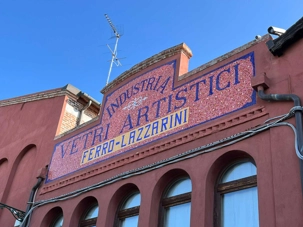 INDUSTRIA
VETRI ARTISTICI
FERRO-LAZZARINI